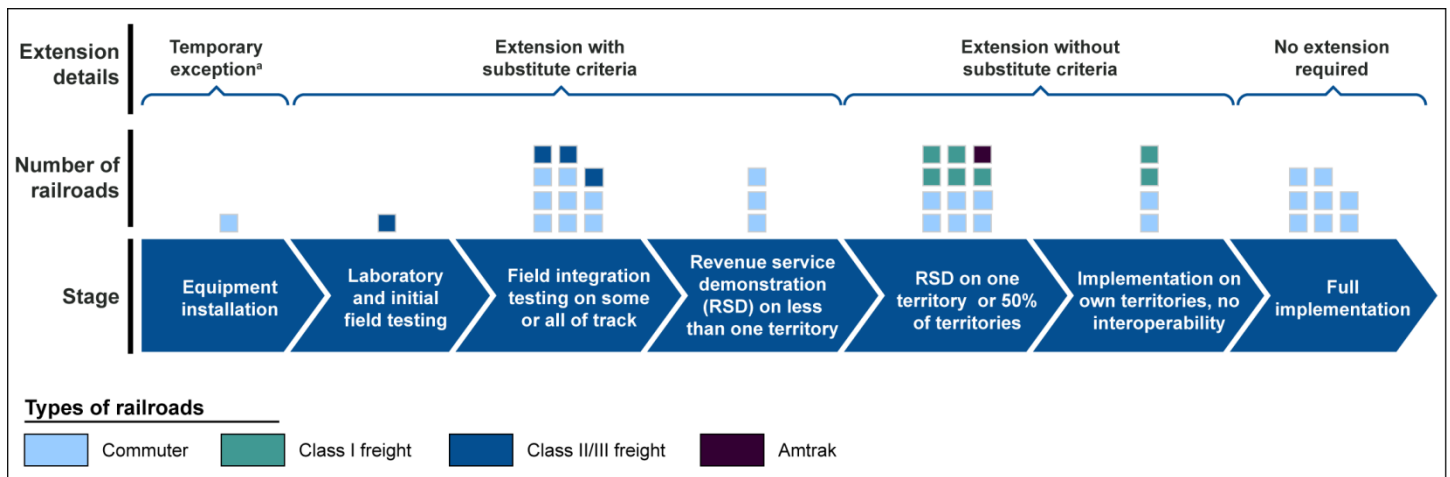 Extension
details
Temporary
exceptionᵃ
Extension with
substitute criteria
Extension without
substitute criteria
No extension
required
Number of
railroads
Stage
Equipment
installation
Laboratory
and initial
field testing
Field integration
testing on some
or all of track
Revenue service
demonstration
(RSD) on less
than one territory
RSD on one
territory or 50%
of territories
Implementation on
own territories, no
interoperability
Full
implementation
Types of railroads
Commuter
Class I freight
Class II/III freight
Amtrak